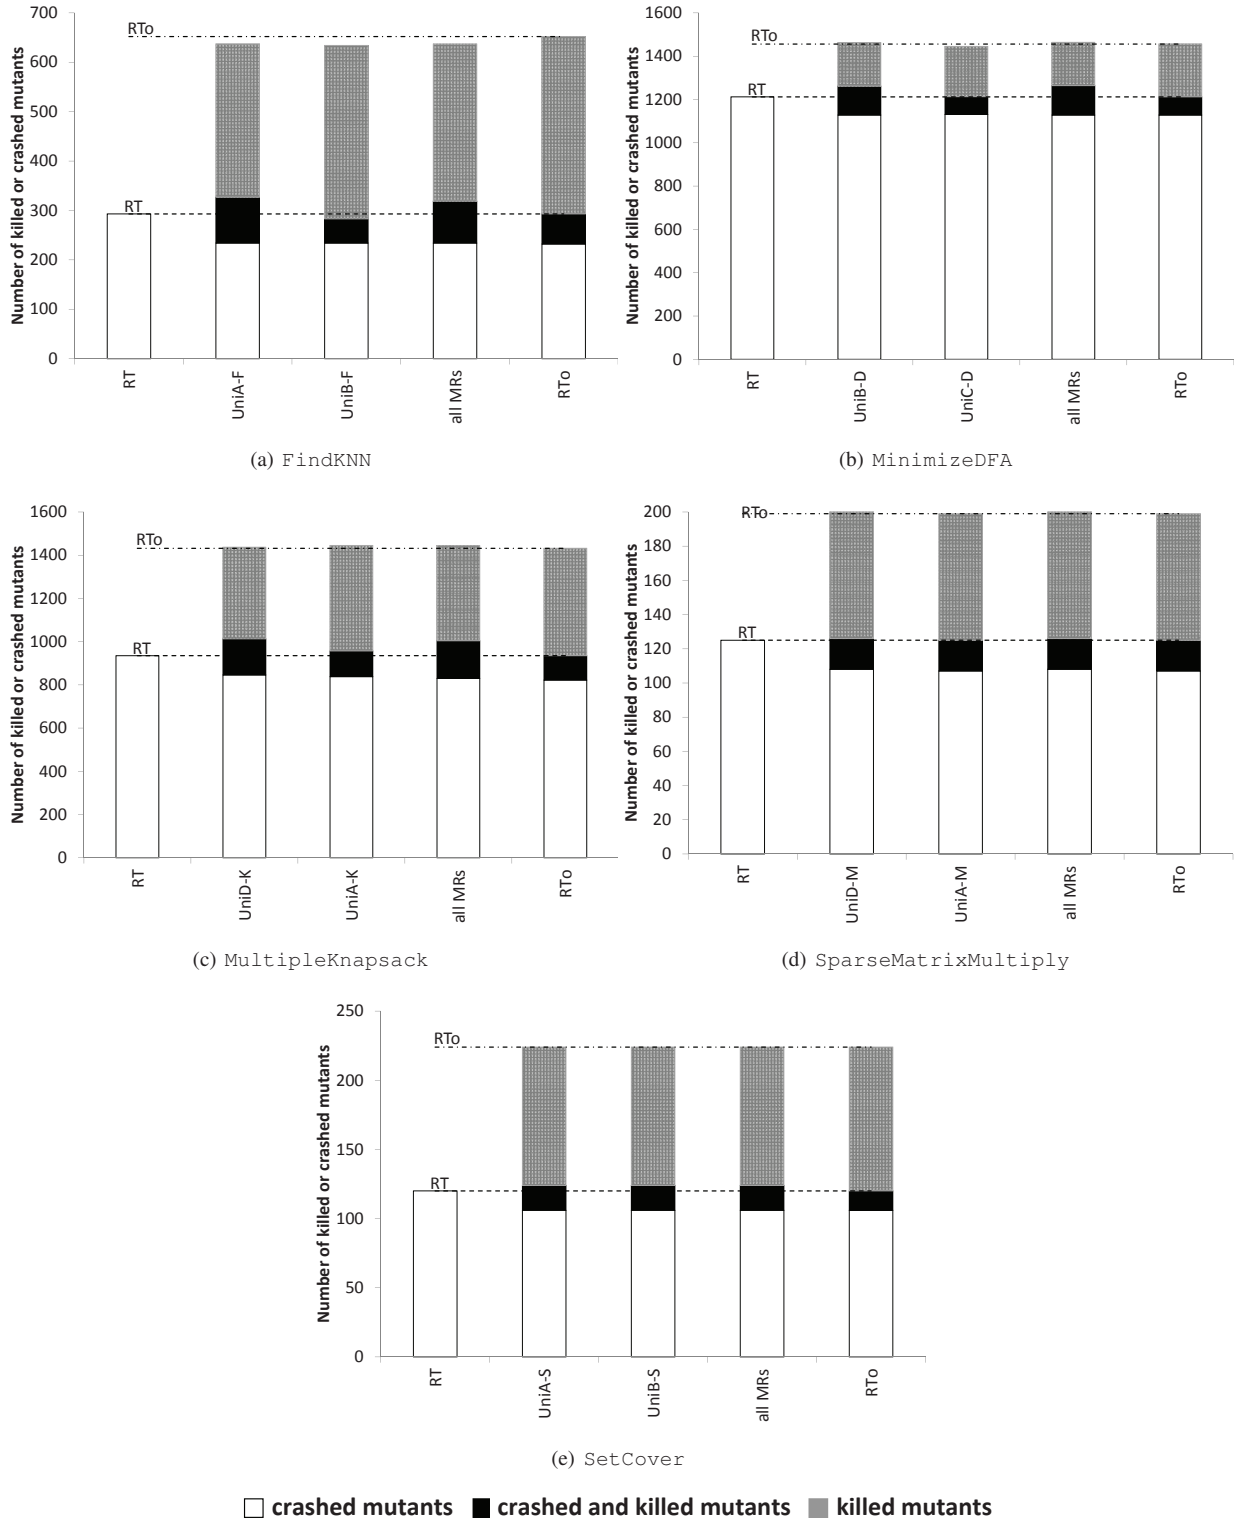 Number of killed or crashed mutants
700
600
500
400
300
200
100
0
RTo
RT
RT
UniA-F
UniB-F
all MRs
RTo
(a) FindKNN
Number of killed or crashed mutants
1600
1400
1200
1000
800
600
400
200
0
RTo
RT
RT
UniB-D
UniC-D
all MRs
RTo
(b) MinimizeDFA
Number of killed or crashed mutants
1600
1400
1200
1000
800
600
400
200
0
RTo
RT
RT
UniD-K
UniA-K
all MRs
RTo
(c) MultipleKnapsack
Number of killed or crashed mutants
200
180
160
140
120
100
80
60
40
20
0
RTo
RT
RT
UniD-M
UniA-M
all MRs
RTo
(d) SparseMatrixMultiply
Number of killed or crashed mutants
250
200
150
100
50
0
RTo
RT
RT
UniA-S
UniB-S
all MRs
RTo
(e) SetCover
crashed mutants crashed and killed mutants killed mutants